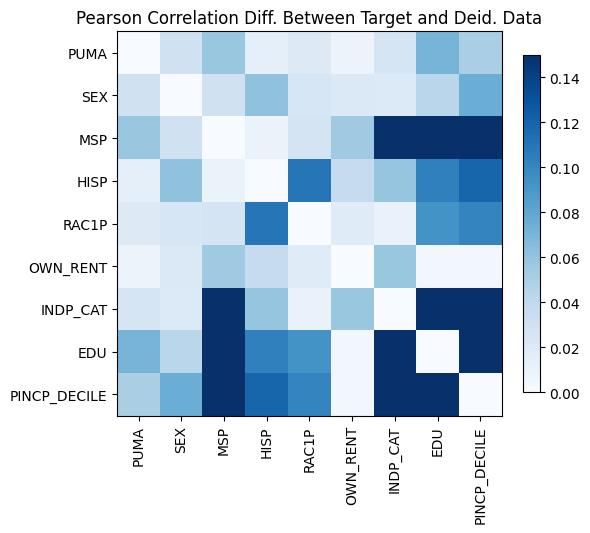 Pearson Correlation Diff. Between Target and Deid. Data
PUMA
SEX
MSP
HISP
RAC1P
OWN_RENT
INDP_CAT
EDU
PINCP_DECILE
PUMA
SEX
MSP
HISP
RAC1P
OWN_RENT
INDP_CAT
EDU
PINCP_DECILE
0.14
0.12
0.10
0.08
0.06
0.04
0.02
0.00